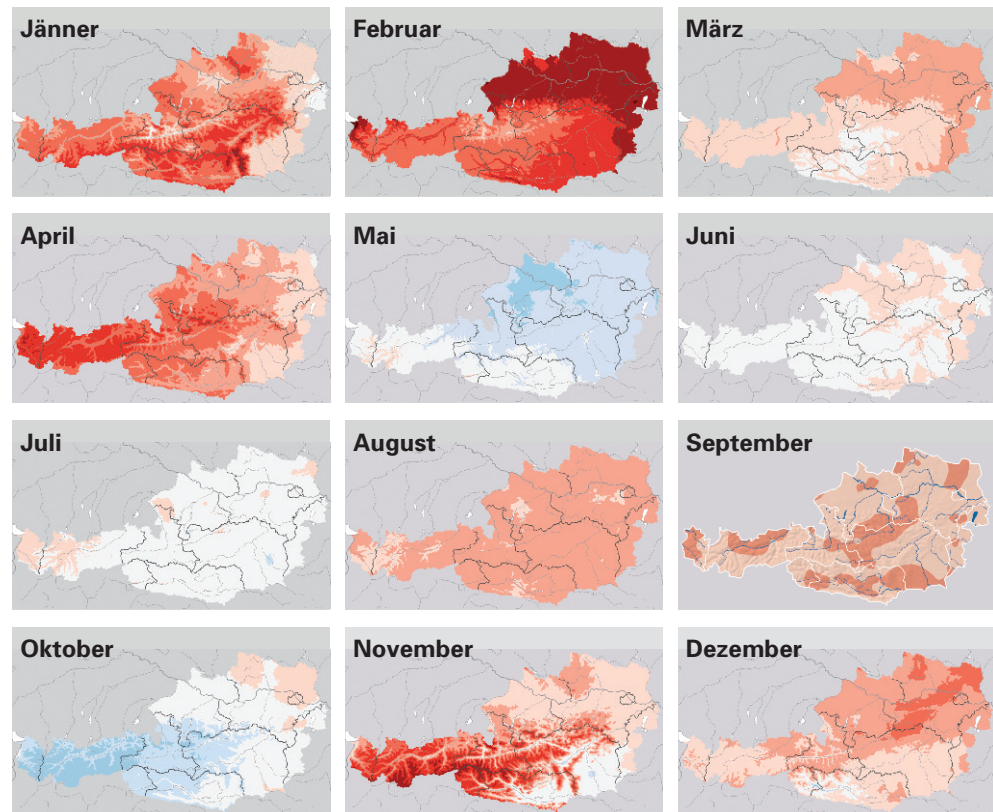 Jänner
Februar
März
April
Mai
Juni
Juli
August
September
Oktober
November
Dezember